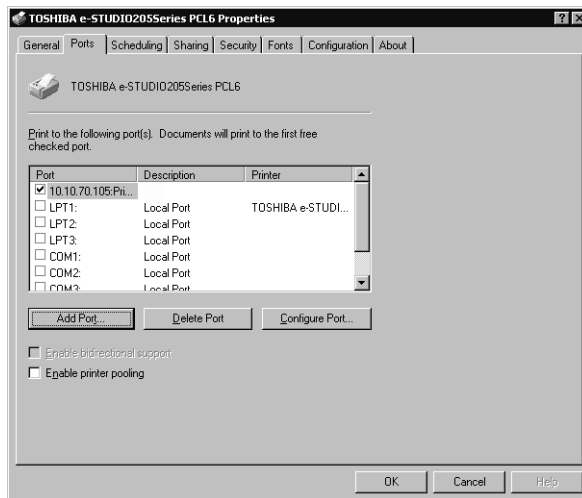 TOSHIBA e-STUDIO205Series PCL6 Properties
General Ports Scheduling Sharing Security Fonts Configuration About
TOSHIBA e-STUDIO205Series PCL6
Print to the following port(s). Documents will print to the first free
checked port.
Port Description Printer
10.10.70.105:Pri...
LPT1: Local Port TOSHIBA e-STUDI...
LPT2: Local Port
LPT3: Local Port
COM1: Local Port
COM2: Local Port
COM3: Local Port
Add Port... Delete Port Configure Port...
Enable bidirectional support
Enable printer pooling
OK Cancel Help